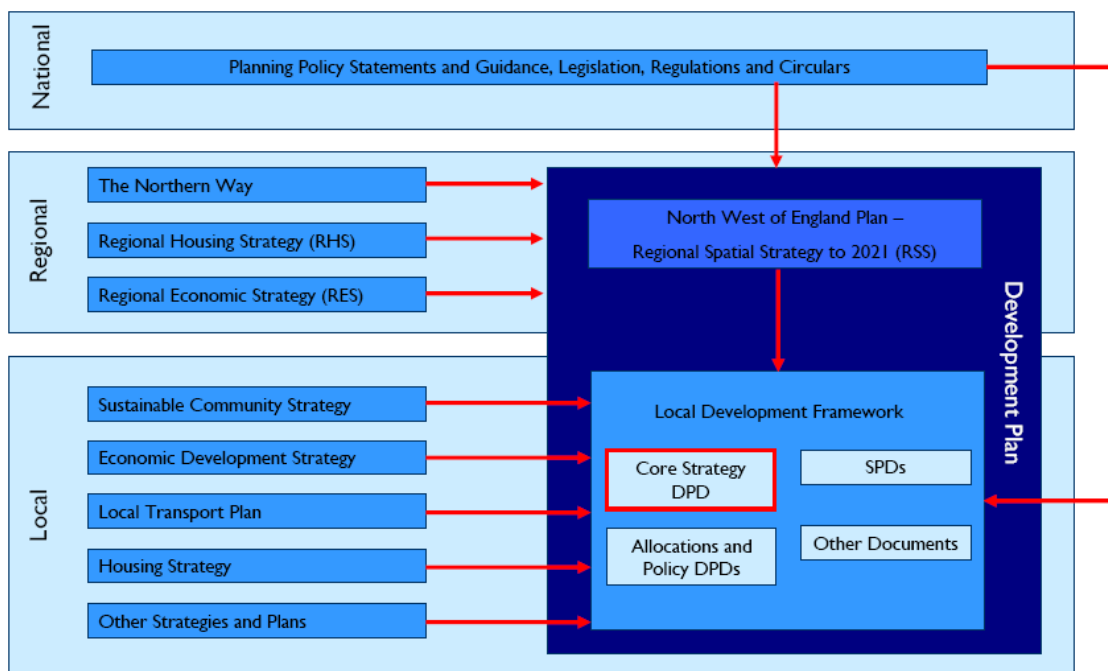 National
Planning Policy Statements and Guidance, Legislation, Regulations and Circulars
Regional
The Northern Way
Regional Housing Strategy (RHS)
Regional Economic Strategy (RES)
North West of England Plan –
Regional Spatial Strategy to 2021 (RSS)
Development Plan
Local
Sustainable Community Strategy
Economic Development Strategy
Local Transport Plan
Housing Strategy
Other Strategies and Plans
Local Development Framework
Core Strategy
DPD
SPDs
Allocations and
Policy DPDs
Other Documents